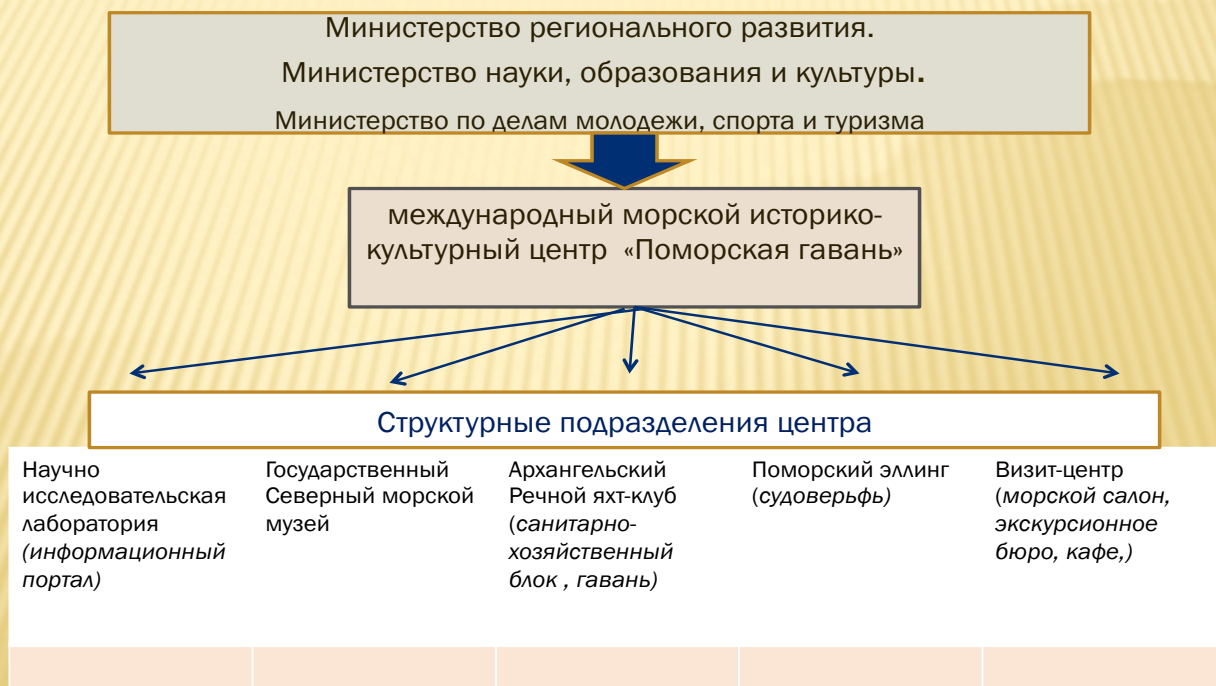 Министерство регионального развития.
Министерство науки, образования и культуры.
Министерство по делам молодежи, спорта и туризма
международный морской историко-
культурный центр «Поморская гавань»
Структурные подразделения центра
Научно
исследовательская
лаборатория
(информационный
портал)
Государственный
Северный морской
музей
Архангельский
Речной яхт-клуб
(санитарно-
хозяйственный
блок , гавань)
Поморский эллинг
(судоверьфь)
Визит-центр
(морской салон,
экскурсионное
бюро, кафе,)